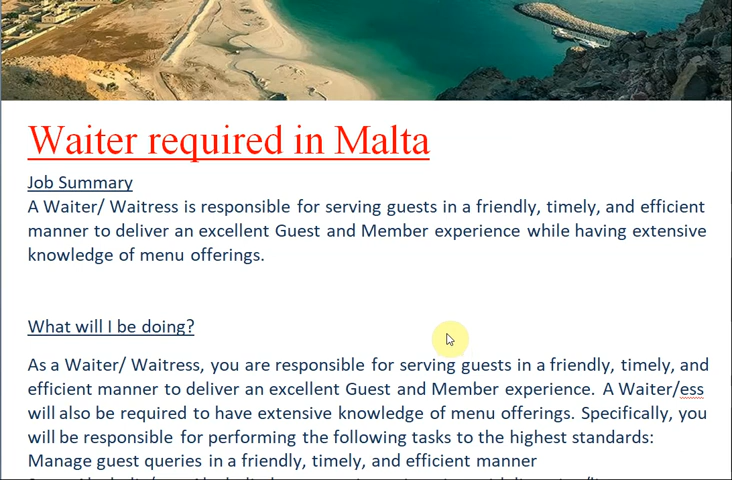 Waiter required in Malta
Job Summary
A Waiter/ Waitress is responsible for serving guests in a friendly, timely, and efficient
manner to deliver an excellent Guest and Member experience while having extensive
knowledge of menu offerings.
What will I be doing?
As a Waiter/ Waitress, you are responsible for serving guests in a friendly, timely, and
efficient manner to deliver an excellent Guest and Member experience. A Waiter/ess
will also be required to have extensive knowledge of menu offerings. Specifically, you
will be responsible for performing the following tasks to the highest standards:
Manage guest queries in a friendly, timely, and efficient manner